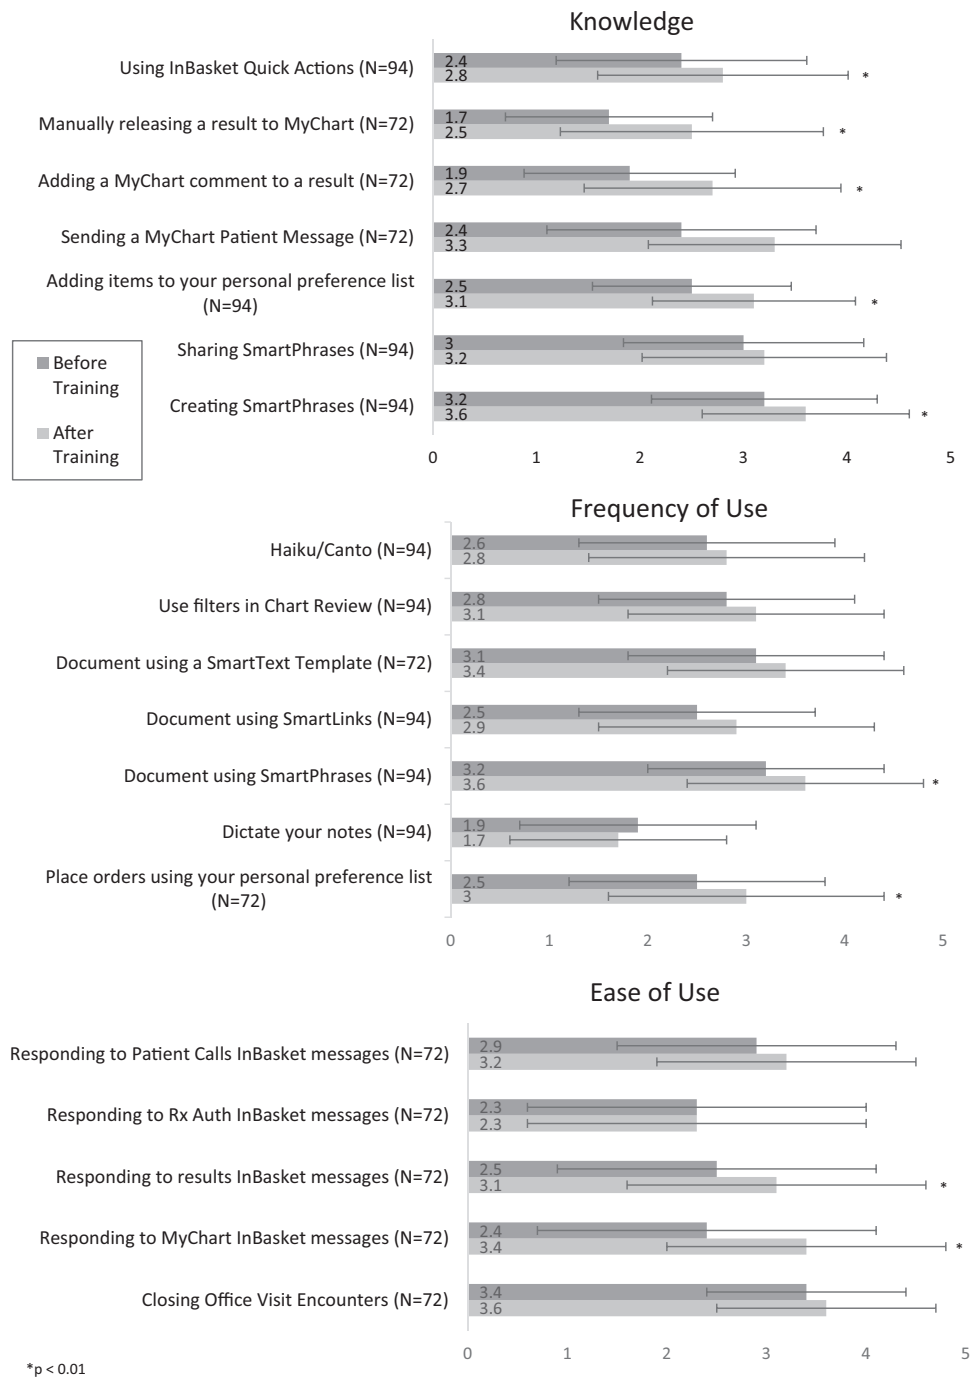 Knowledge
Using InBasket Quick Actions (N=94)
2.4
2.8
*
Manually releasing a result to MyChart (N=72)
1.7
2.5
*
Adding a MyChart comment to a result (N=72)
1.9
2.7
*
Sending a MyChart Patient Message (N=72)
2.4
3.3
Adding items to your personal preference list
(N=94)
2.5
3.1
*
Sharing SmartPhrases (N=94)
3
3.2
Creating SmartPhrases (N=94)
3.2
3.6
*
Before
Training
After
Training
0 1 2 3 4 5
Frequency of Use
Haiku/Canto (N=94)
2.6
2.8
Use filters in Chart Review (N=94)
2.8
3.1
Document using a SmartText Template (N=72)
3.1
3.4
Document using SmartLinks (N=94)
2.5
2.9
Document using SmartPhrases (N=94)
3.2
3.6
*
Dictate your notes (N=94)
1.9
1.7
Place orders using your personal preference list
(N=72)
2.5
3
*
0 1 2 3 4 5
Ease of Use
Responding to Patient Calls InBasket messages (N=72)
2.9
3.2
Responding to Rx Auth InBasket messages (N=72)
2.3
2.3
Responding to results InBasket messages (N=72)
2.5
3.1
*
Responding to MyChart InBasket messages (N=72)
2.4
3.4
*
Closing Office Visit Encounters (N=72)
3.4
3.6
0 1 2 3 4 5
*p < 0.01